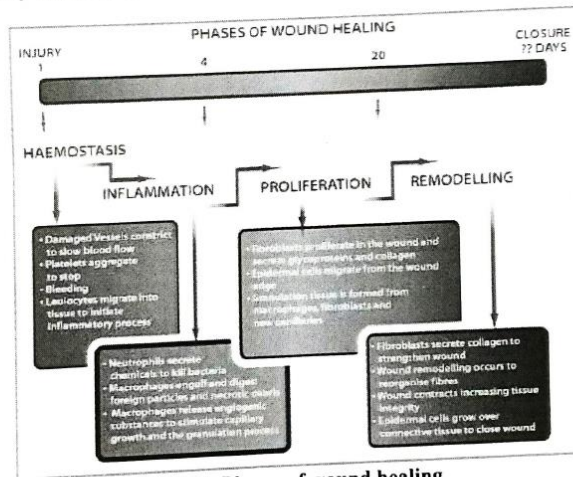 PHASES OF WOUND HEALING
INJURY
1
4
20
CLOSURE
?? DAYS
HAEMOSTASIS
INFLAMMATION
PROLIFERATION
REMODELLING
• Damaged Vessels constrict
to slow blood flow
• Platelets aggregate
to stop
• Bleeding
• Leukocytes migrate into
tissue to initiate
inflammatory process
• Neutrophils secrete
chemicals to kill bacteria
• Macrophages engulf and digest
foreign particles and necrotic debris
• Macrophages release angiogenic
substances to stimulate capillary
growth and the granulation process
• Fibroblasts proliferate in the wound and
secrete glycoproteins and collagen
• Epidermal cells migrate from the wound
edge
• Granulation tissue is formed from
macrophages, fibroblasts and
new capillaries
• Fibroblasts secrete collagen to
strengthen wound
• Wound remodelling occurs to
reorganise fibres
• Wound contracts increasing tissue
integrity
• Epidermal cells grow over
connective tissue to close wound
of wound healing